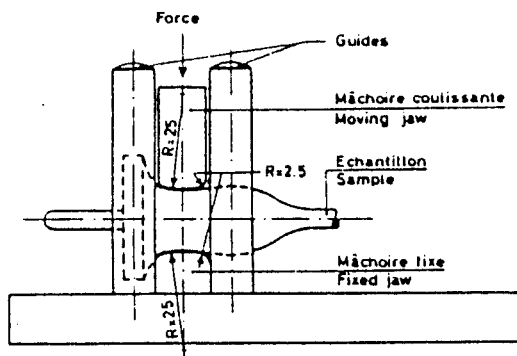 Force
Guides
Mâchoire coulissante
Moving jaw
R=25
R=2.5
Echantillon
Sample
Mâchoire fixe
Fixed jaw
R=25